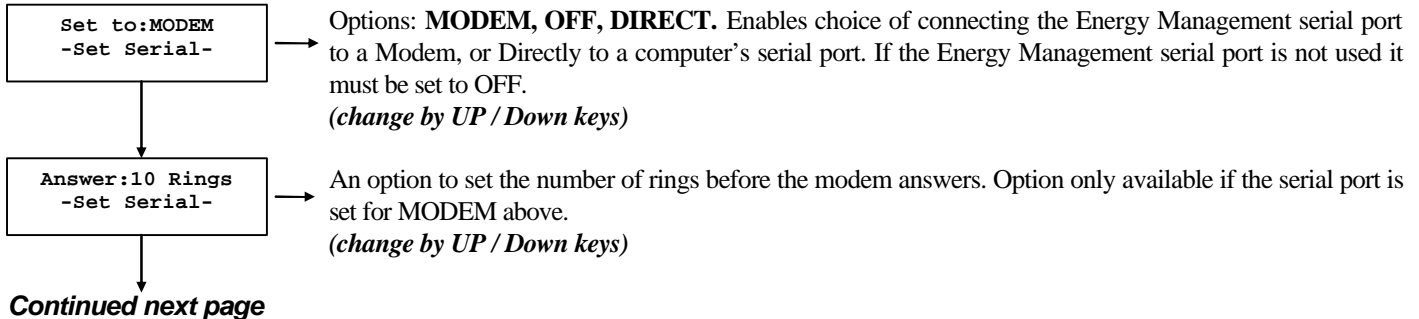 Set to:MODEM
-Set Serial-
Options: MODEM, OFF, DIRECT. Enables choice of connecting the Energy Management serial port
to a Modem, or Directly to a computer’s serial port. If the Energy Management serial port is not used it
must be set to OFF.
(change by UP / Down keys)
Answer:10 Rings
-Set Serial-
An option to set the number of rings before the modem answers. Option only available if the serial port is
set for MODEM above.
(change by UP / Down keys)
Continued next page